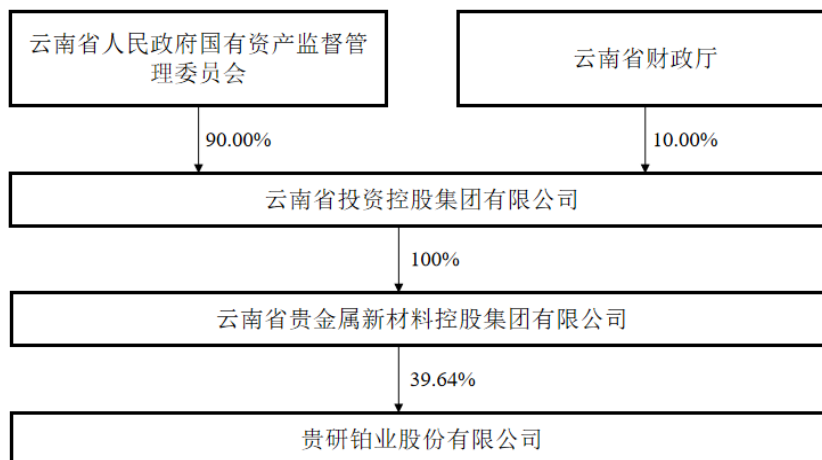 云南省人民政府国有资产监督管
理委员会
云南省财政厅
90.00%
10.00%
云南省投资控股集团有限公司
100%
云南省贵金属新材料控股集团有限公司
39.64%
贵研铂业股份有限公司